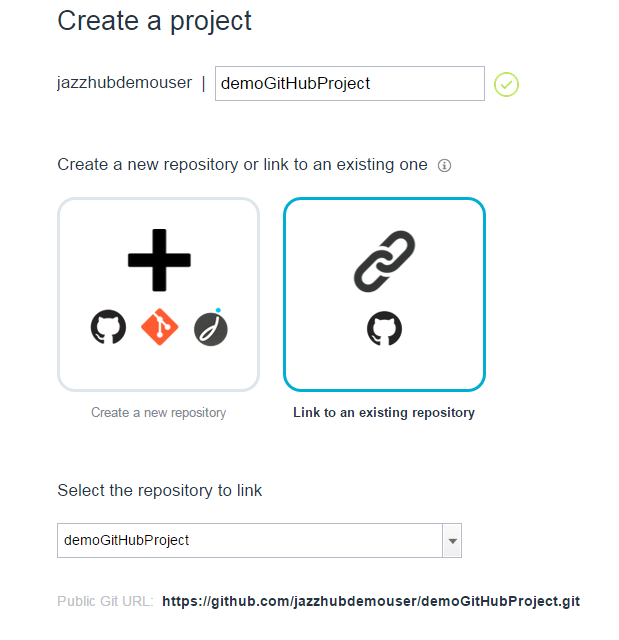 Create a project
jazzhubdemouser | demoGitHubProject
Create a new repository or link to an existing one
Create a new repository
Link to an existing repository
Select the repository to link
demoGitHubProject
Public Git URL: https://github.com/jazzhubdemouser/demoGitHubProject.git